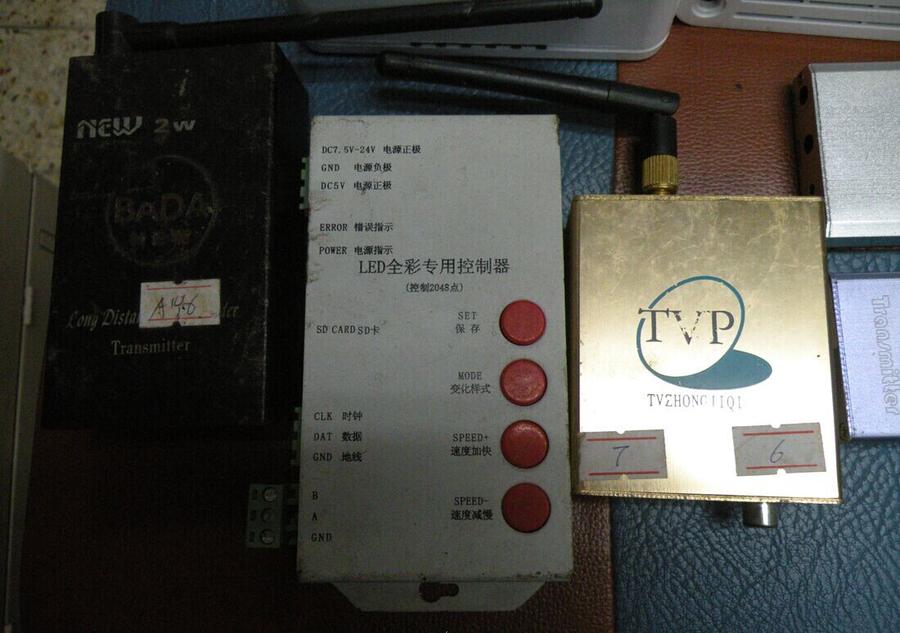 NEW 2W
BADA
A46
Long Dista
Transmitter
DC7.5V-24V 电源正极
GND 电源负极
DC5V 电源正极
ERROR 错误指示
POWER 电源指示
LED全彩专用控制器
(控制2048点)
SET
保存
SD CARD SD卡
MODE
变化样式
CLK 时钟
DAT 数据
GND 地线
SPEED+
速度加快
B
A
GND
SPEED-
速度减慢
TVP
TVZHONGJIQI
7
6
Transmitter